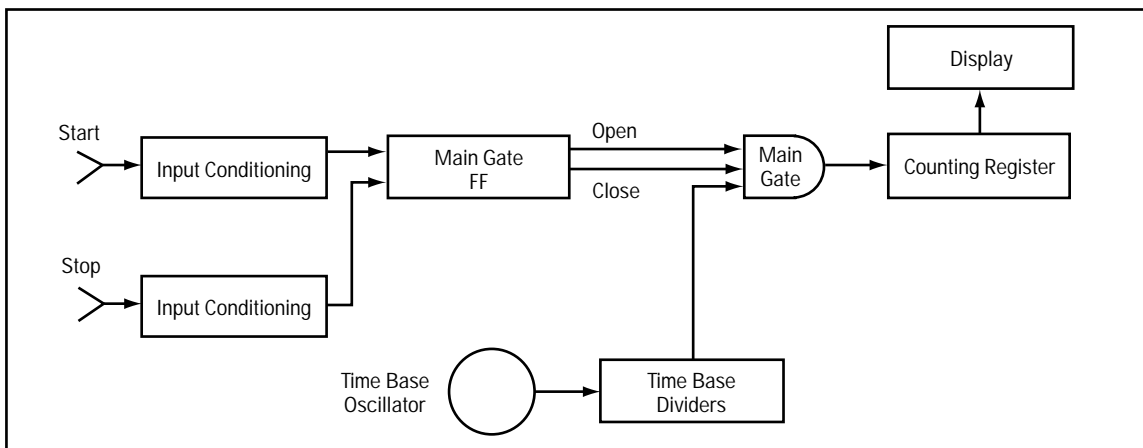 Display
Start
Open
Input Conditioning
Main Gate
FF
Main
Gate
Counting Register
Close
Stop
Input Conditioning
Time Base
Oscillator
Time Base
Dividers